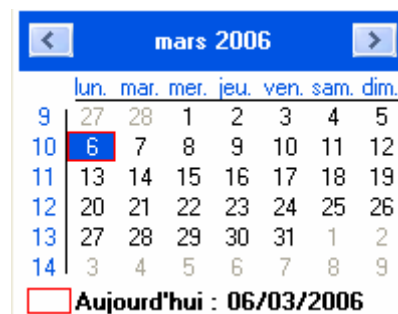 mars 2006
lun. mar. mer. jeu. ven. sam. dim.
9 27 28 1 2 3 4 5
10 6 7 8 9 10 11 12
11 13 14 15 16 17 18 19
12 20 21 22 23 24 25 26
13 27 28 29 30 31 1 2
14 3 4 5 6 7 8 9
Aujourd'hui : 06/03/2006